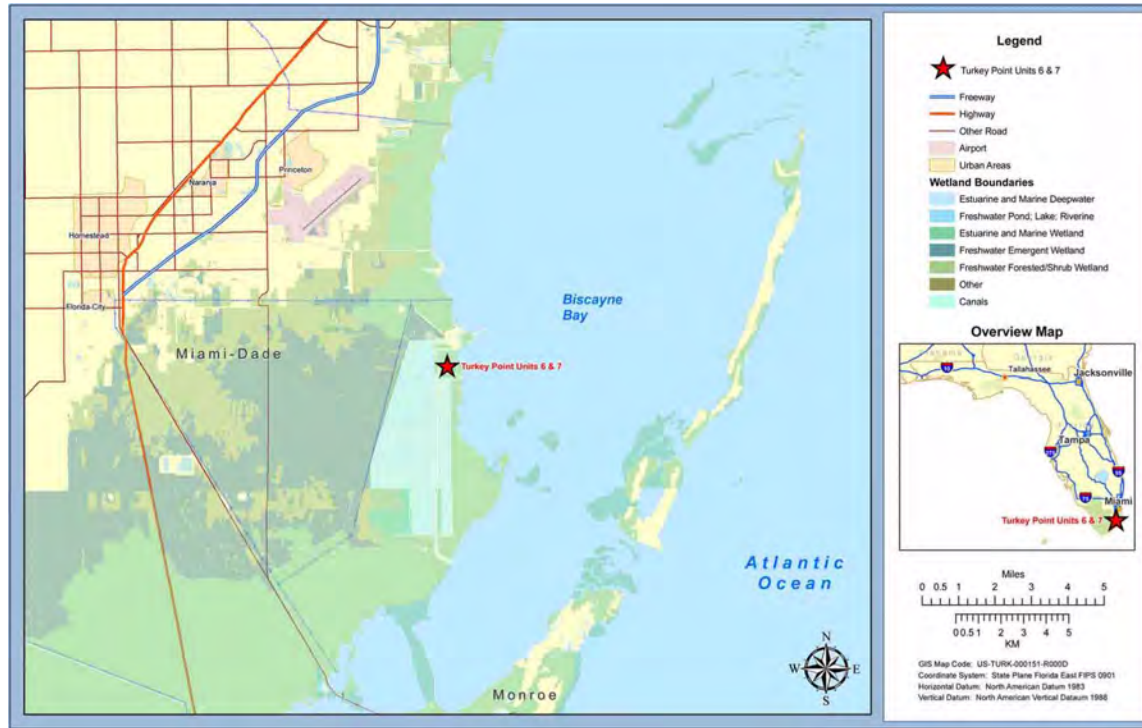 Princeton
Naranja
Homestead
Florida City
Miami-Dade
Biscayne
Bay
Turkey Point Units 6 & 7
Atlantic
Ocean
Monroe
N
W
E
S
Legend
Turkey Point Units 6 & 7
Freeway
Highway
Other Road
Airport
Urban Areas
Wetland Boundaries
Estuarine and Marine Deepwater
Freshwater Pond; Lake; Riverine
Estuarine and Marine Wetland
Freshwater Emergent Wetland
Freshwater Forested/Shrub Wetland
Other
Canals
Overview Map
Georgia
10
Tallahassee
10
Jacksonville
Tampa
75
Miami
Turkey Point Units 6 & 7
Miles
0 0.5 1 2 3 4 5
0 0.5 1 2 3 4 5
KM
GIS Map Code: US-TURK-000151-R000D
Coordinate System: State Plane Florida East FIPS 0901
Horizontal Datum: North American Datum 1983
Vertical Datum: North American Vertical Dataum 1988